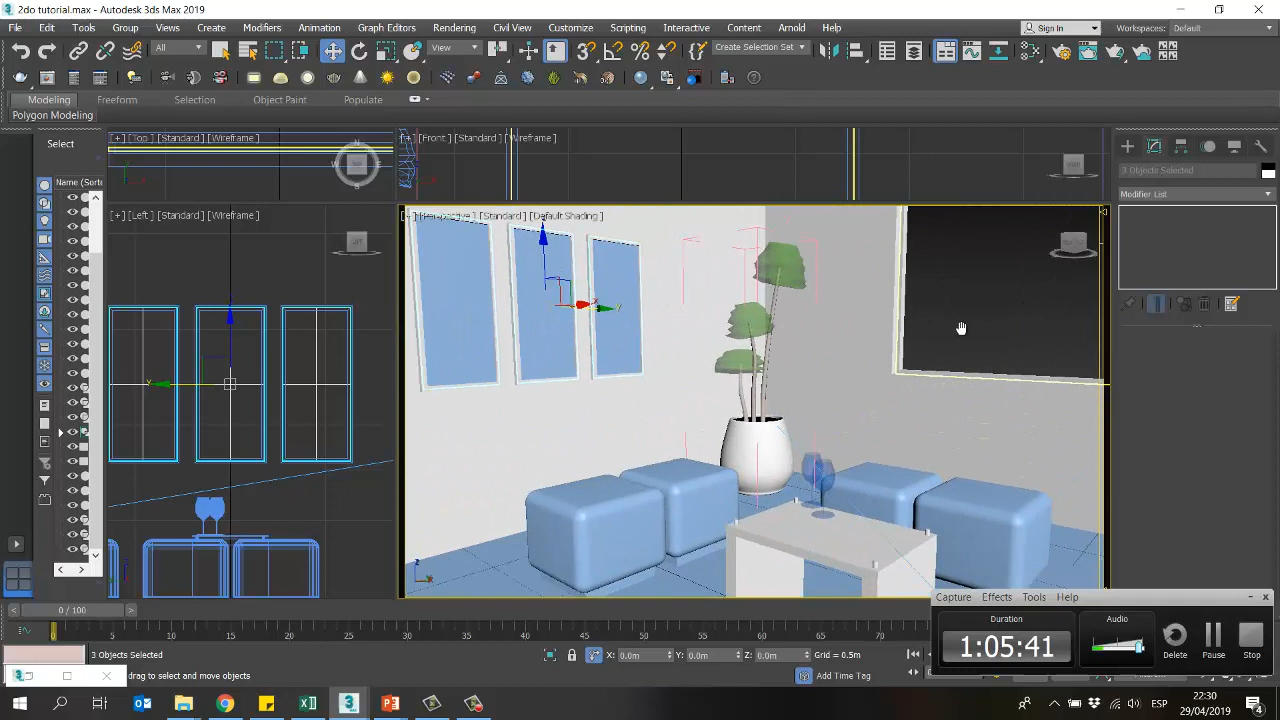 2do tutorial.max - Autodesk 3ds Max 2019
File Edit Tools Group Views Create Modifiers Animation Graph Editors Rendering Civil View Customize Scripting Interactive Content Arnold Sign In Workspaces: Default
All View Create Selection Set
Modeling Freeform Selection Object Paint Populate
Polygon Modeling
Select
Name (Sorte
[+] [Top ] [Standard ] [Wireframe ]
[+] [Front ] [Standard ] [Wireframe ]
[+] [Left ] [Standard ] [Wireframe ]
[+] [Perspective ] [Standard ] [Default Shading ]
3 Objects Selected
Modifier List
0 / 100
0 5 10 15 20 25 30 35 40 45 50 55 60 65 70
3 Objects Selected
X: 0.0m Y: 0.0m Z: 0.0m Grid = 0.5m
drag to select and move objects
Add Time Tag
Capture Effects Tools Help
Duration Audio
1:05:41
Delete Pause Stop
ESP
22:30
29/04/2019
4